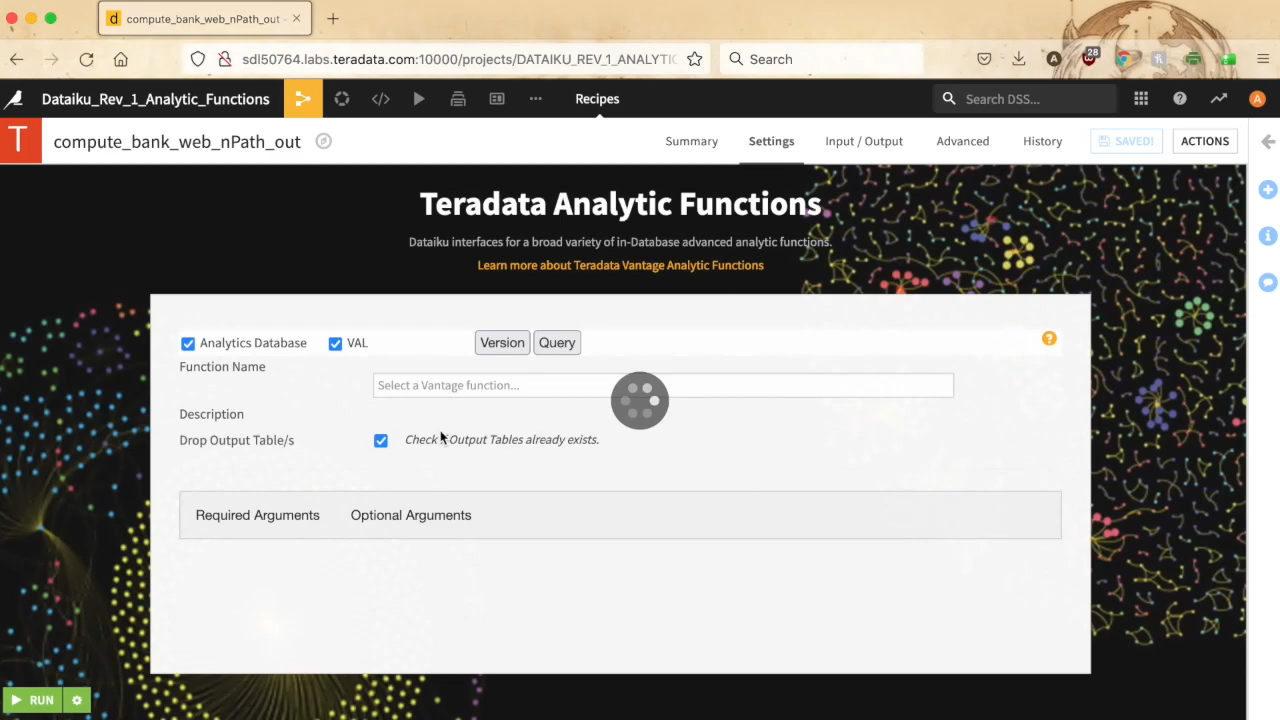 d compute_bank_web_nPath_out -
sdl50764.labs.teradata.com:10000/projects/DATAIKU_REV_1_ANALYTIC
Search
A
28
Dataiku_Rev_1_Analytic_Functions
Recipes
Search DSS...
A
T
compute_bank_web_nPath_out
Summary
Settings
Input / Output
Advanced
History
SAVED!
ACTIONS
Teradata Analytic Functions
Dataiku interfaces for a broad variety of in-Database advanced analytic functions.
Learn more about Teradata Vantage Analytic Functions
Analytics Database
VAL
Version
Query
?
Function Name
Select a Vantage function...
Description
Drop Output Table/s
Check Output Tables already exists.
Required Arguments
Optional Arguments
RUN